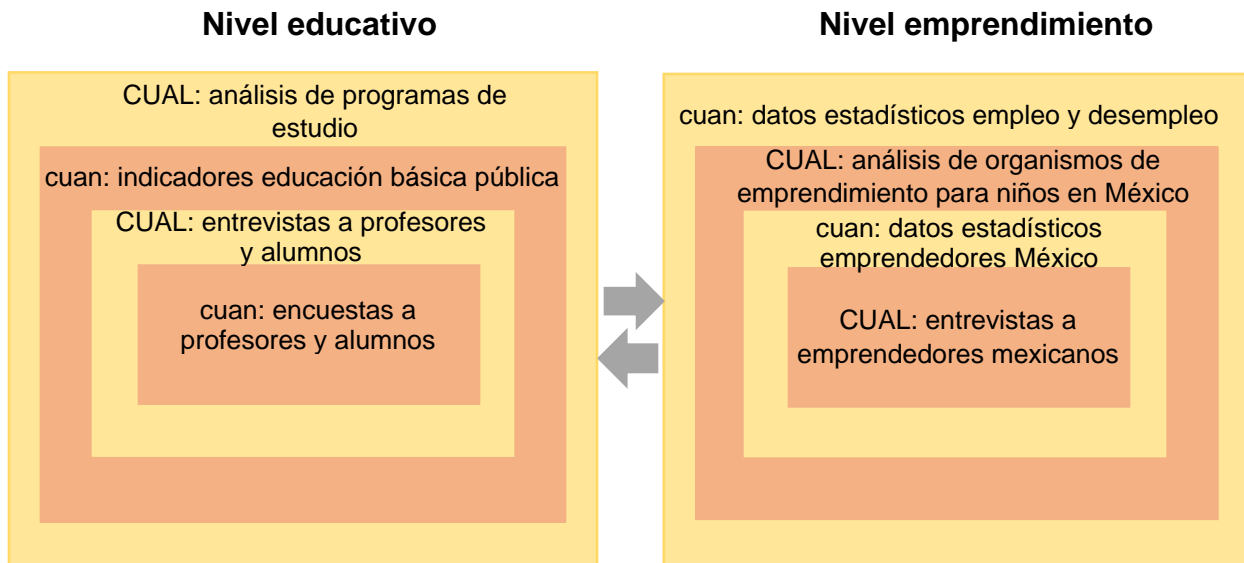 Nivel educativo
CUAL: análisis de programas de
estudio
cuan: indicadores educación básica pública
CUAL: entrevistas a profesores
y alumnos
cuan: encuestas a
profesores y alumnos
Nivel emprendimiento
cuan: datos estadísticos empleo y desempleo
CUAL: análisis de organismos de
emprendimiento para niños en México
cuan: datos estadísticos
emprendedores México
CUAL: entrevistas a
emprendedores mexicanos